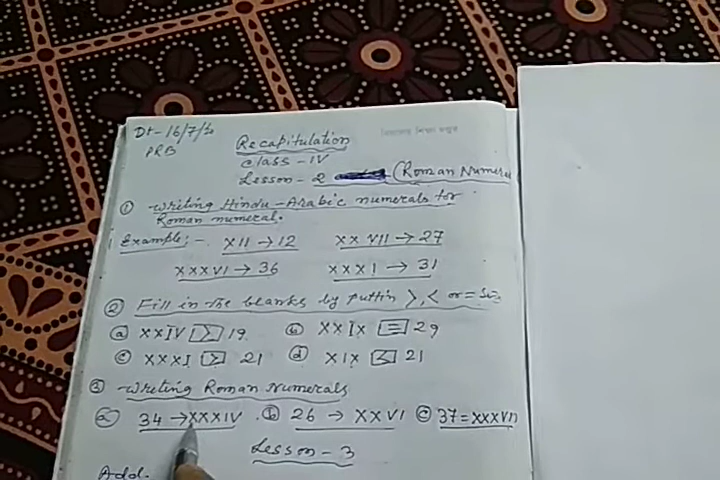 Dt-16/7/20
PRB
Recapitulation
Class-IV
Lesson-2 (Roman Numera
① Writing Hindu-Arabic numerals for
Roman numeral.
Example:- XII → 12 XXVII → 27
XXXVI → 36 XXXI → 31
② Fill in the blanks by puttin >, < or =
ⓐ XXIV > 19 ⓑ XXIX = 29
ⓒ XXXI > 21 ⓓ XIX < 21
③ Writing Roman Numerals
ⓐ 34 → XXXIV ⓑ 26 → XXVI ⓒ 37 = XXXVII
Lesson-3
Add.